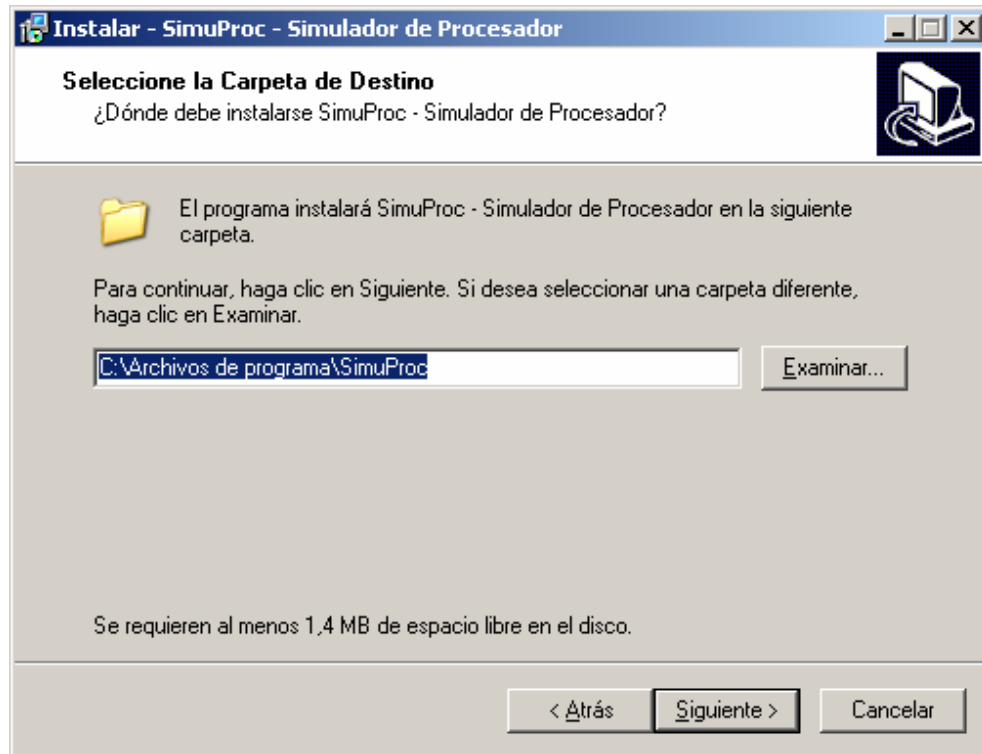 Instalar - SimuProc - Simulador de Procesador
Seleccione la Carpeta de Destino
¿Dónde debe instalarse SimuProc - Simulador de Procesador?
El programa instalará SimuProc - Simulador de Procesador en la siguiente
carpeta.
Para continuar, haga clic en Siguiente. Si desea seleccionar una carpeta diferente,
haga clic en Examinar.
C:\Archivos de programa\SimuProc
Examinar...
Se requieren al menos 1,4 MB de espacio libre en el disco.
< Atrás
Siguiente >
Cancelar